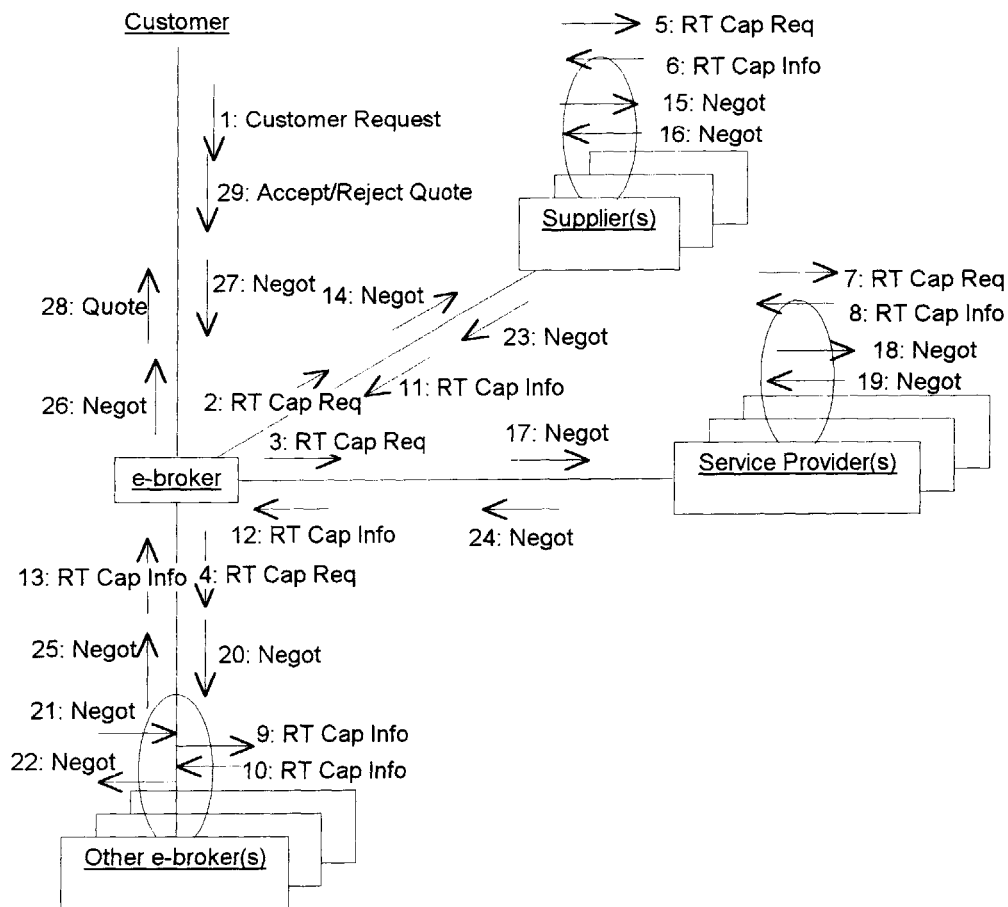 Customer
5: RT Cap Req
6: RT Cap Info
15: Negot
16: Negot
1: Customer Request
29: Accept/Reject Quote
Supplier(s)
27: Negot
14: Negot
28: Quote
7: RT Cap Req
8: RT Cap Info
23: Negot
18: Negot
19: Negot
11: RT Cap Info
26: Negot
2: RT Cap Req
3: RT Cap Req
17: Negot
e-broker
Service Provider(s)
12: RT Cap Info
24: Negot
13: RT Cap Info
4: RT Cap Req
25: Negot
20: Negot
21: Negot
9: RT Cap Info
22: Negot
10: RT Cap Info
Other e-broker(s)